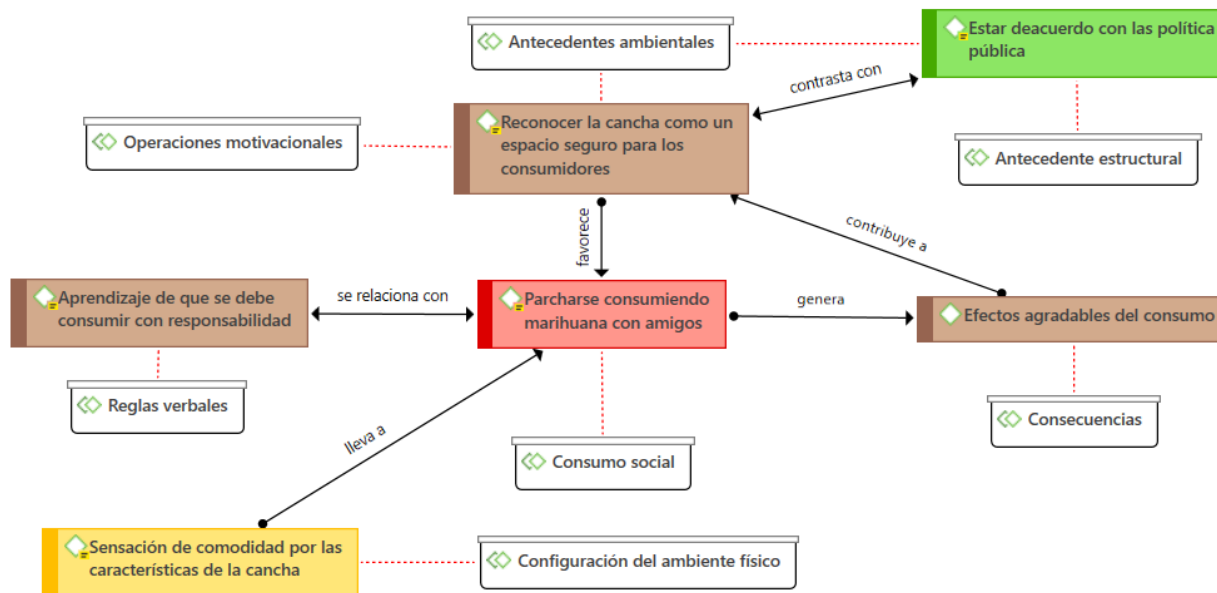 Antecedentes ambientales
Estar deacuerdo con las política
pública
contrasta con
Reconocer la cancha como un
espacio seguro para los
consumidores
Operaciones motivacionales
Antecedente estructural
favorece
contribuye a
Aprendizaje de que se debe
consumir con responsabilidad
se relaciona con
Parcharse consumiendo
marihuana con amigos
genera
Efectos agradables del consumo
Reglas verbales
Consecuencias
lleva a
Consumo social
Sensación de comodidad por las
características de la cancha
Configuración del ambiente físico